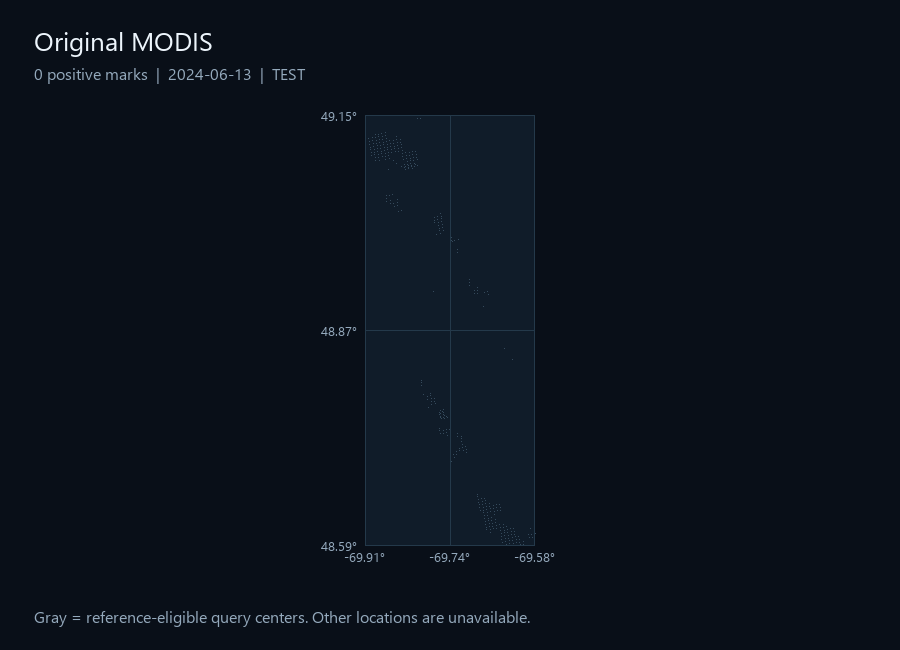 Original MODIS
0 positive marks | 2024-06-13 | TEST
49.15°
48.87°
48.59°
-69.91° -69.74° -69.58°
Gray = reference-eligible query centers. Other locations are unavailable.